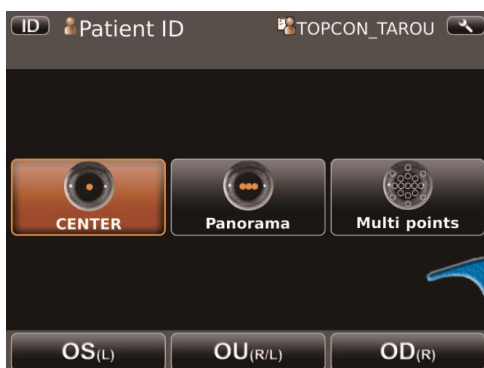 ID Patient ID TOPCON_TAROU
CENTER Panorama Multi points
OS(L) OU(R/L) OD(R)